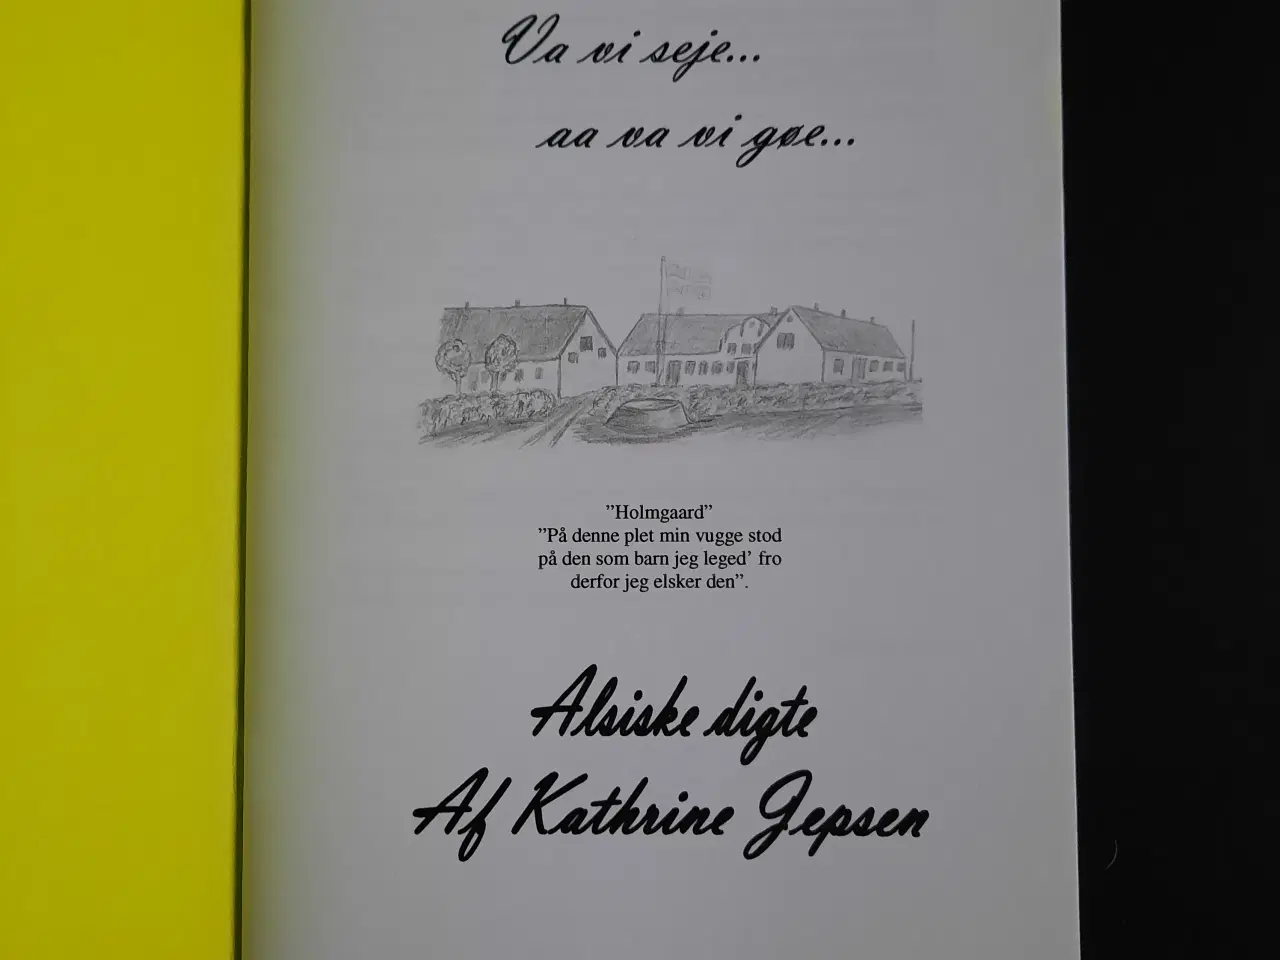 Va vi seje...
aa va vi gøe...
”Holmgaard”
”På denne plet min vugge stod
på den som barn jeg leged’ fro
derfor jeg elsker den”.
Alsiske digte
Af Kathrine Jepsen